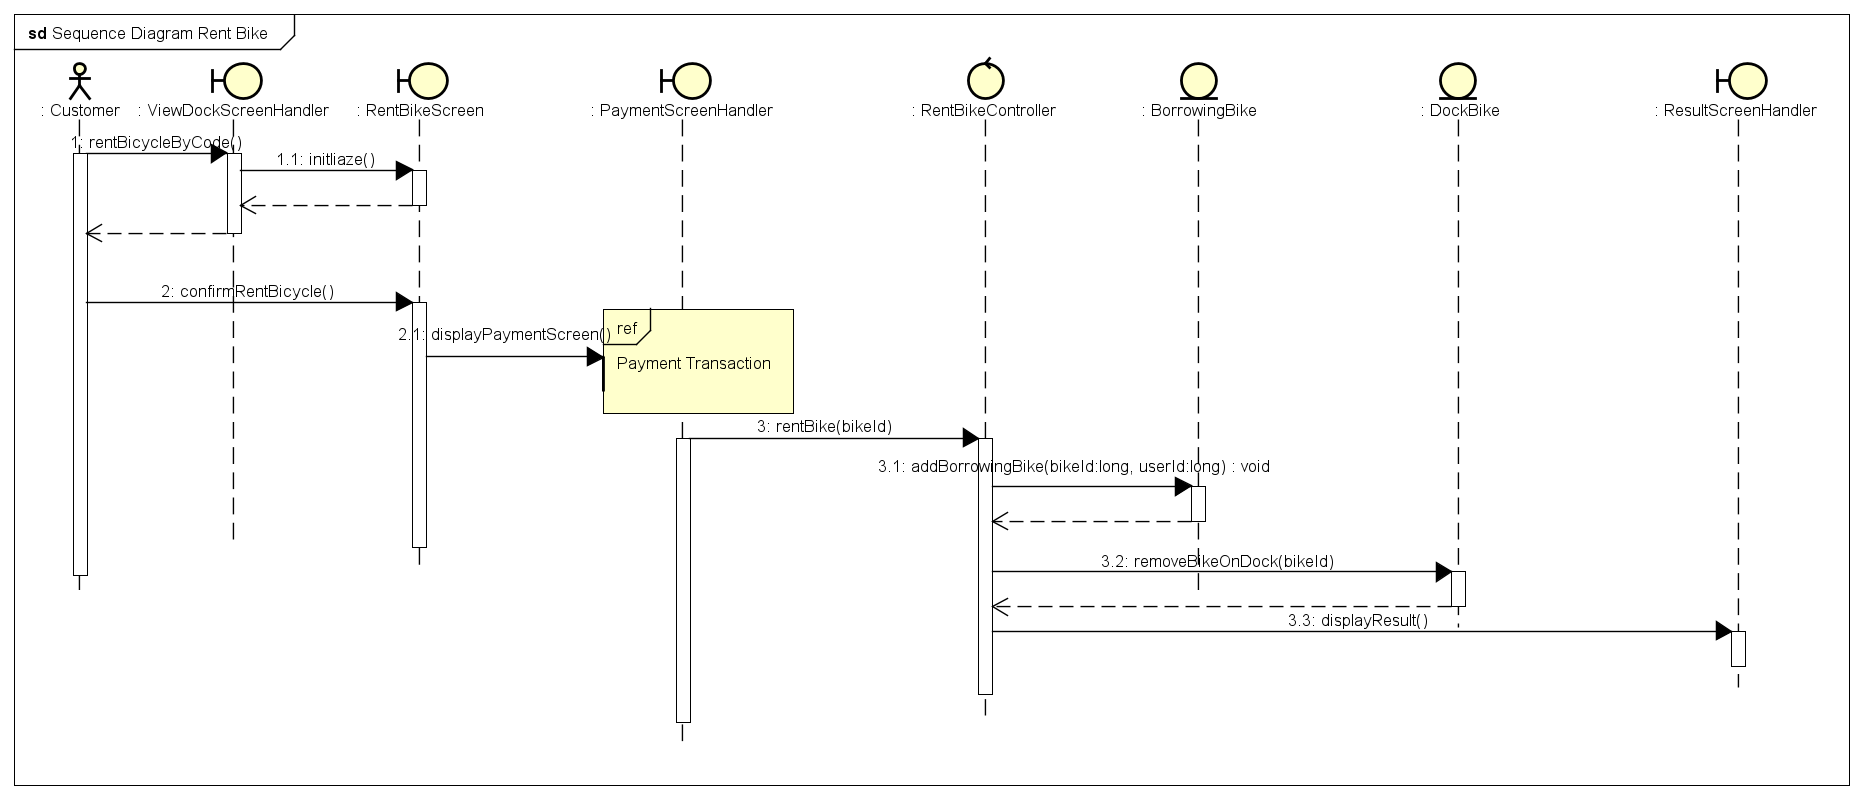 sd Sequence Diagram Rent Bike
: Customer
: ViewDockScreenHandler
: RentBikeScreen
: PaymentScreenHandler
: RentBikeController
: BorrowingBike
: DockBike
: ResultScreenHandler
1: rentBicycleByCode()
1.1: initliaze()
2: confirmRentBicycle()
2.1: displayPaymentScreen()
ref
Payment Transaction
3: rentBike(bikeId)
3.1: addBorrowingBike(bikeId:long, userId:long) : void
3.2: removeBikeOnDock(bikeId)
3.3: displayResult()